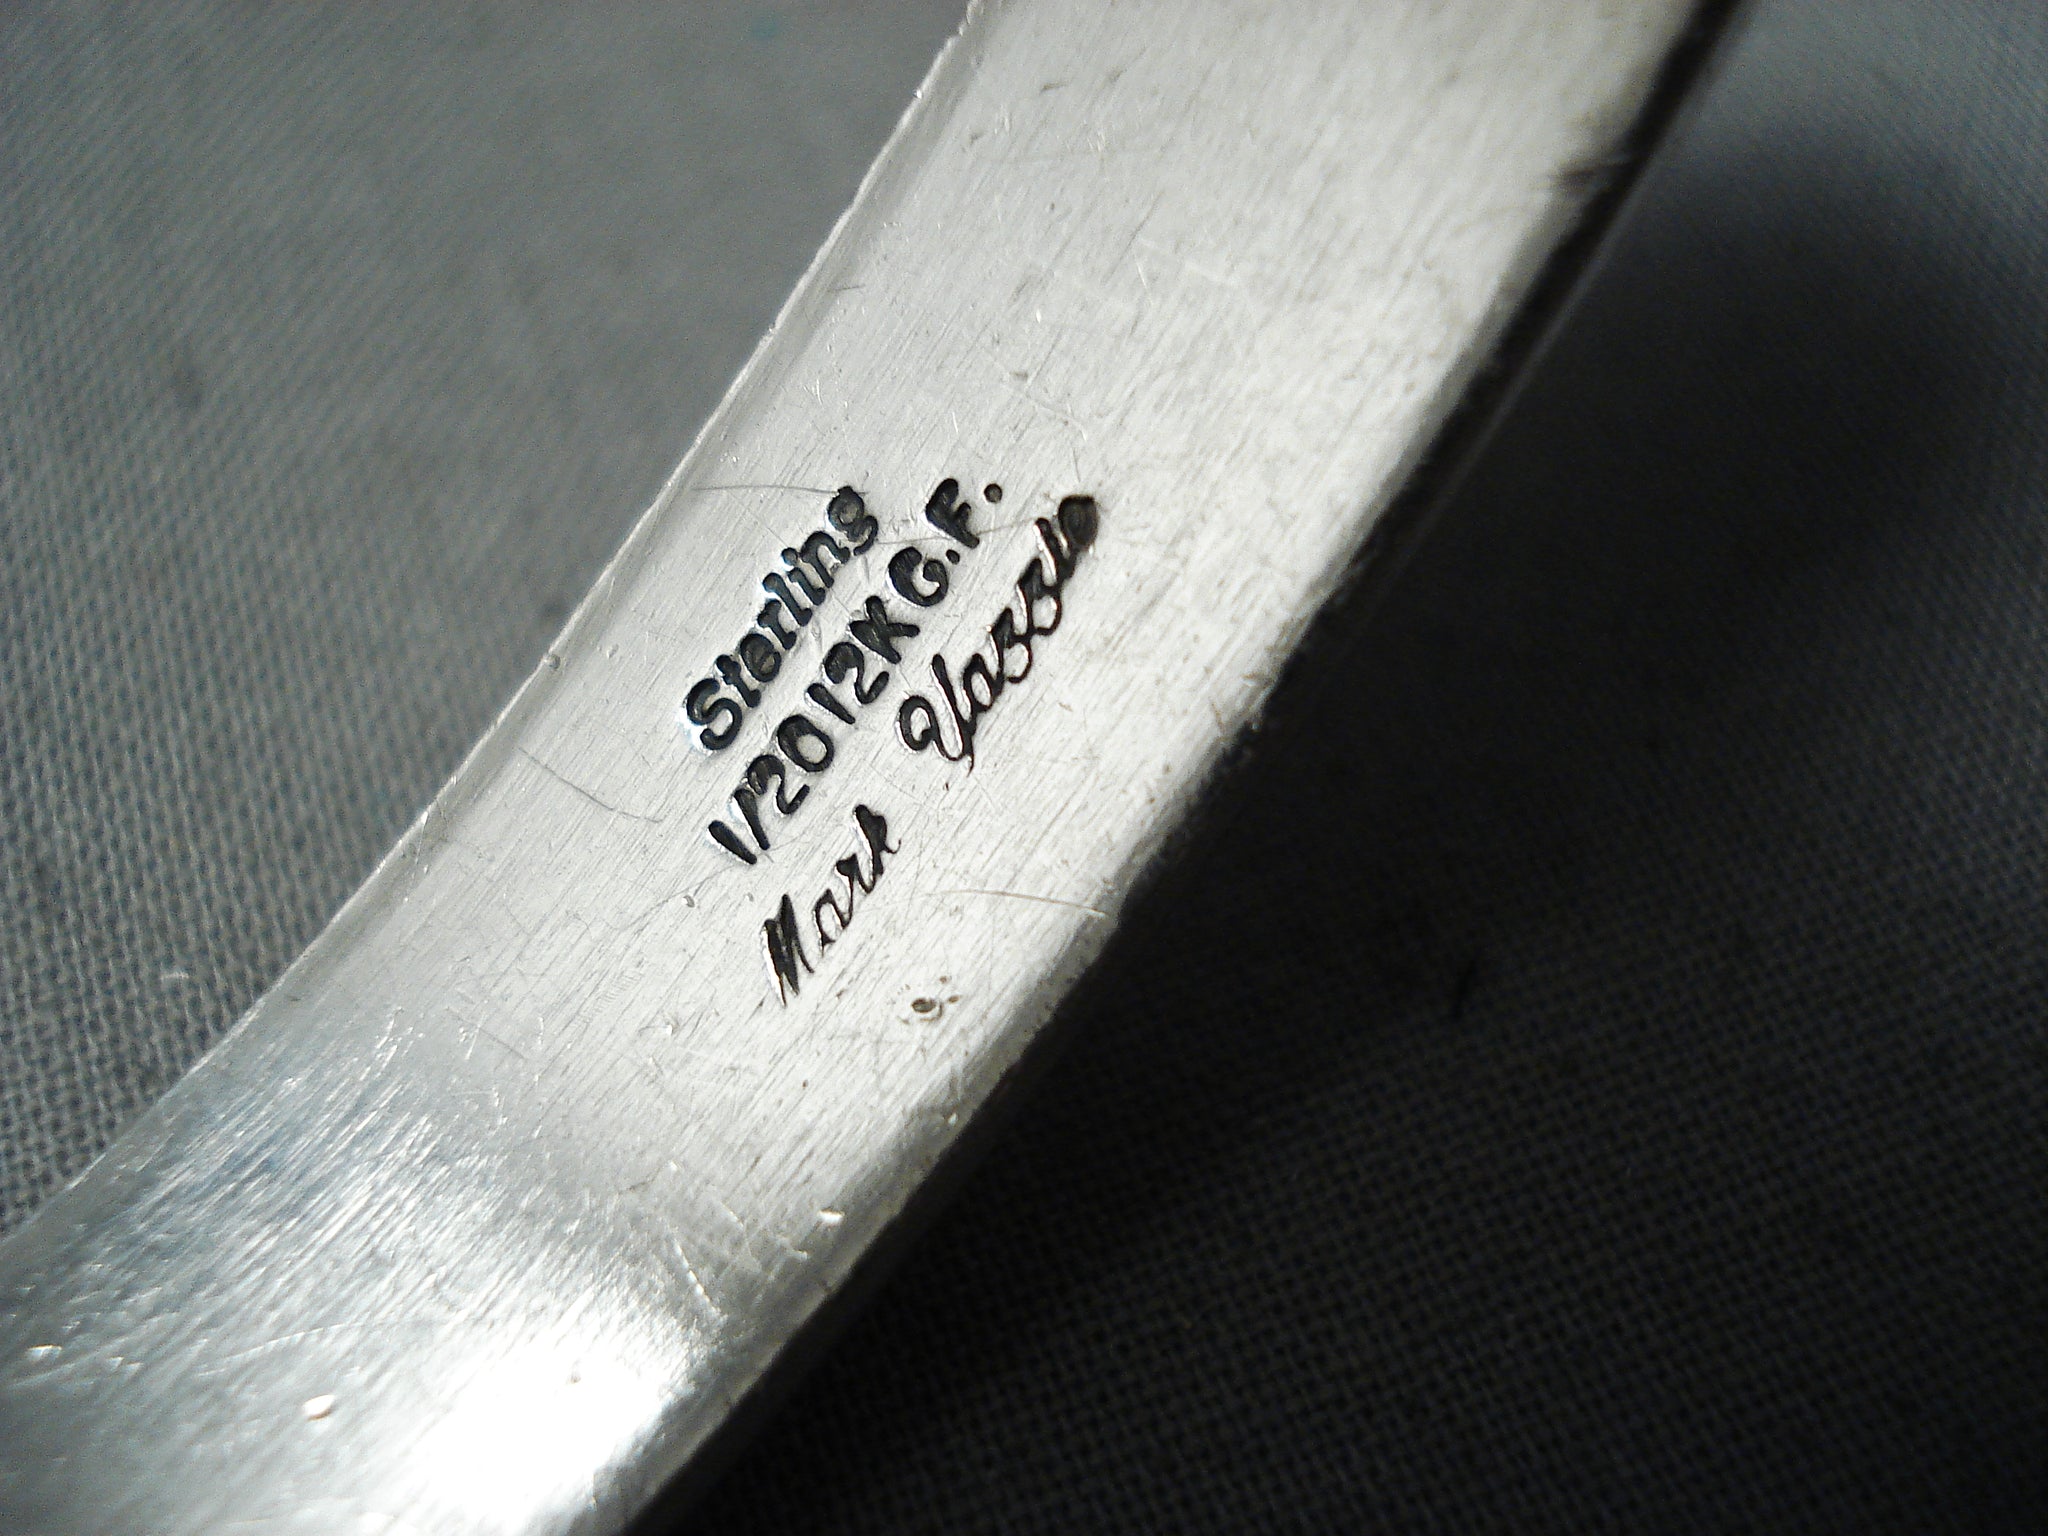 Sterling
1/20 12K G.F.
Mark Yazzie